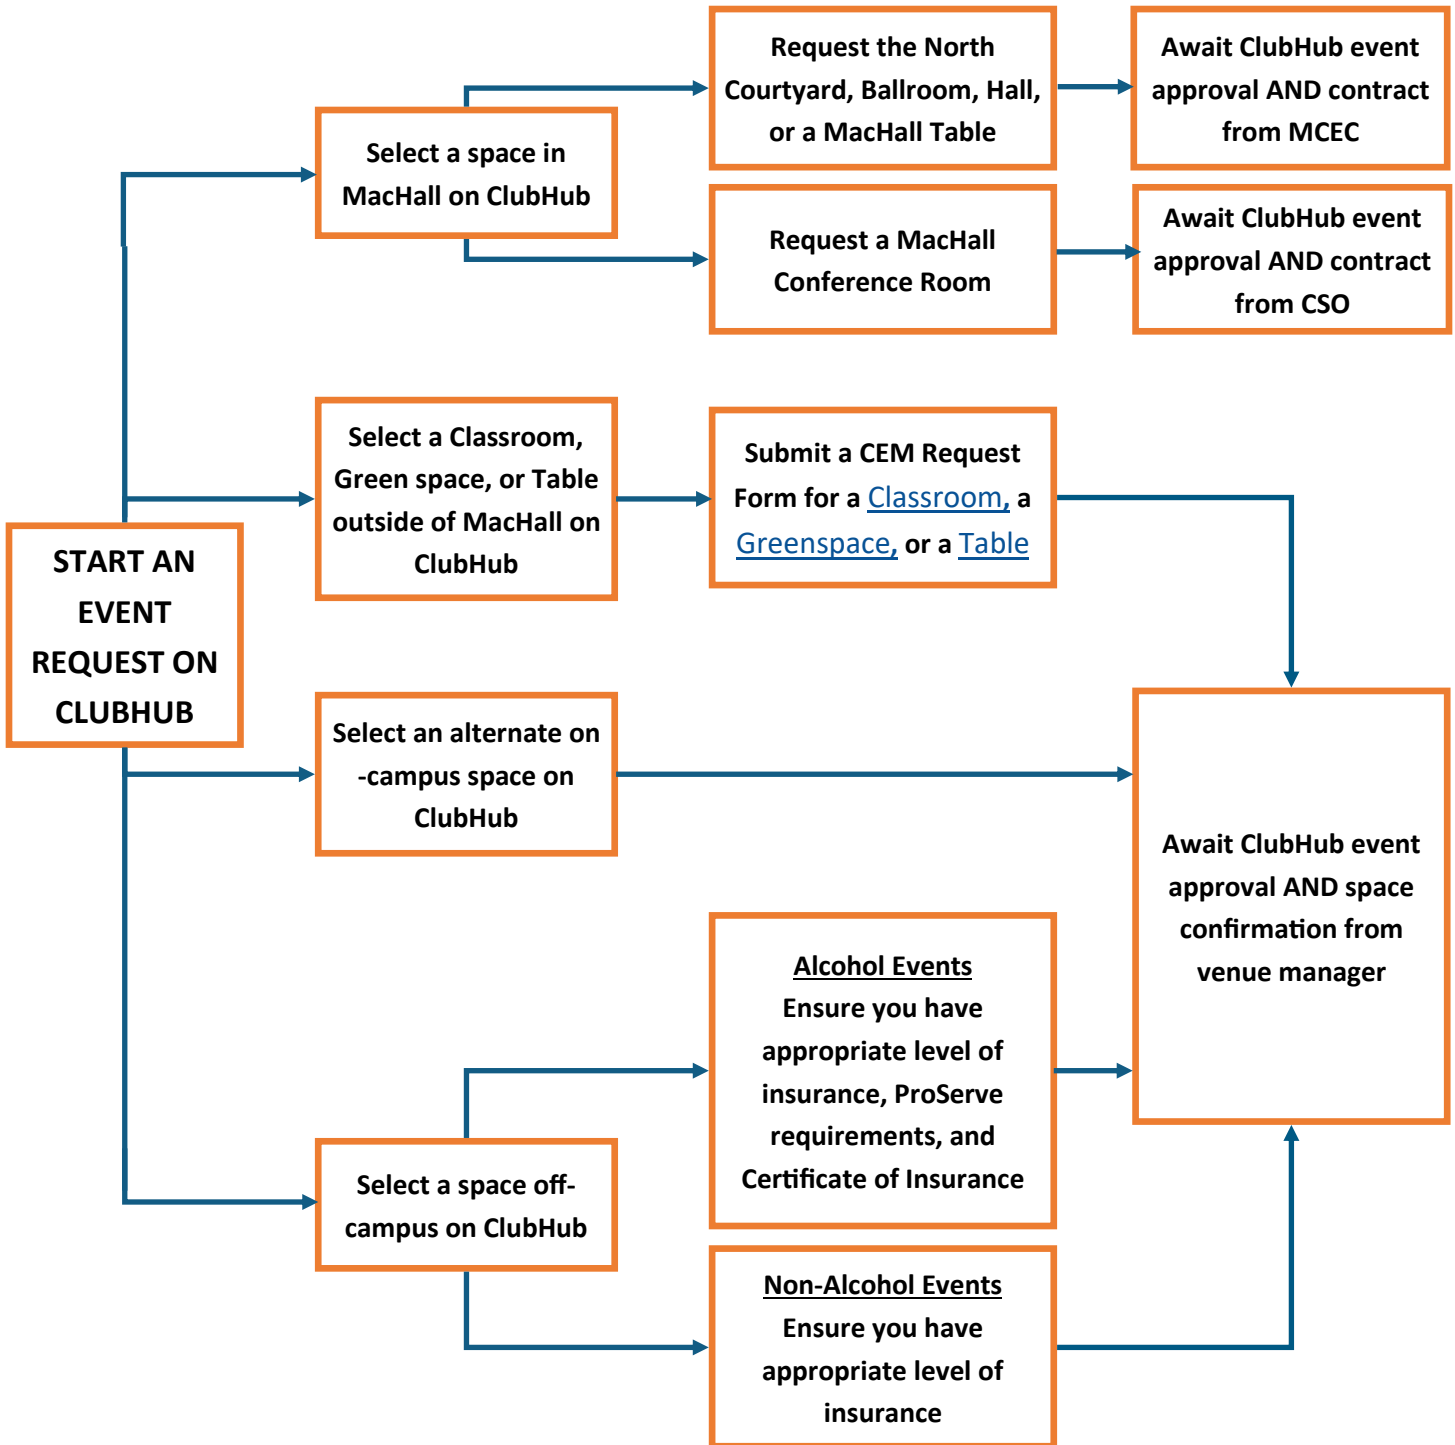 START AN
EVENT
REQUEST ON
CLUBHUB
Select a space in
MacHall on ClubHub
Request the North
Courtyard, Ballroom, Hall,
or a MacHall Table
Await ClubHub event
approval AND contract
from MCEC
Request a MacHall
Conference Room
Await ClubHub event
approval AND contract
from CSO
Select a Classroom,
Green space, or Table
outside of MacHall on
ClubHub
Submit a CEM Request
Form for a Classroom, a
Greenspace, or a Table
Select an alternate on
-campus space on
ClubHub
Select a space off-
campus on ClubHub
Alcohol Events
Ensure you have
appropriate level of
insurance, ProServe
requirements, and
Certificate of Insurance
Non-Alcohol Events
Ensure you have
appropriate level of
insurance
Await ClubHub event
approval AND space
confirmation from
venue manager